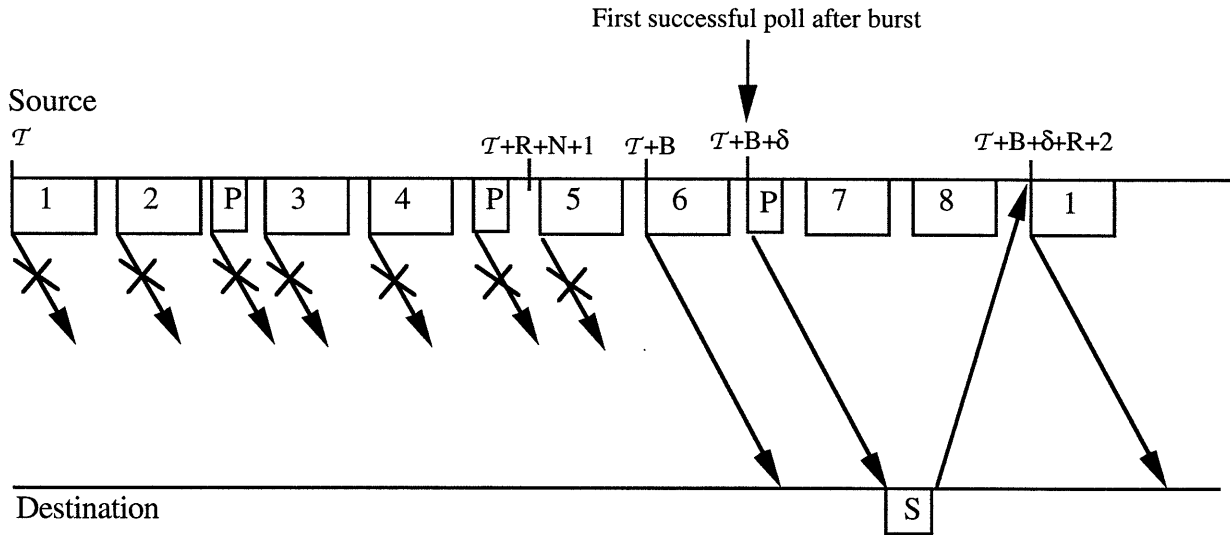 First successful poll after burst
Source
𝒯
𝒯+R+N+1
𝒯+B
𝒯+B+δ
𝒯+B+δ+R+2
1 2 P 3 4 P 5 6 P 7 8 1
S
Destination